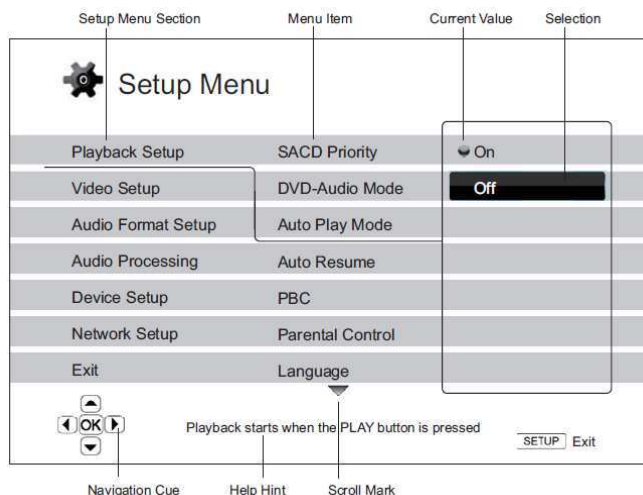 Setup Menu Section Menu Item Current Value Selection
Setup Menu
Playback Setup SACD Priority On
Video Setup DVD-Audio Mode Off
Audio Format Setup Auto Play Mode
Audio Processing Auto Resume
Device Setup PBC
Network Setup Parental Control
Exit Language
OK Playback starts when the PLAY button is pressed SETUP Exit
Navigation Cue Help Hint Scroll Mark